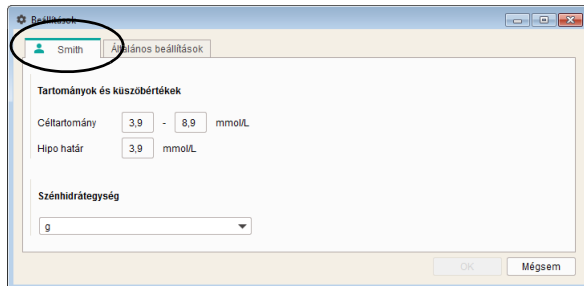 Beállítások
Smith
Általános beállítások
Tartományok és küszöbértékek
Céltartomány 3,9 - 8,9 mmol/L
Hipo határ 3,9 mmol/L
Szénhidrátegység
g
OK Mégsem